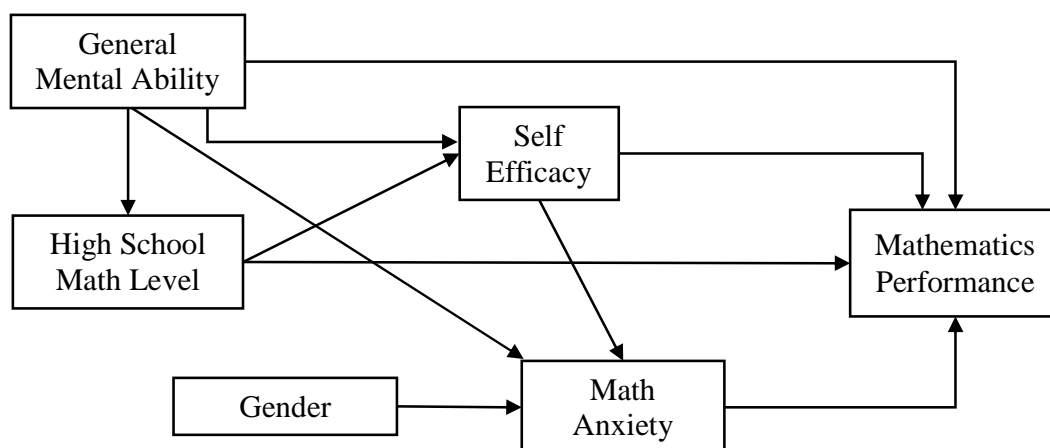 General
Mental Ability
Self
Efficacy
High School
Math Level
Mathematics
Performance
Gender
Math
Anxiety